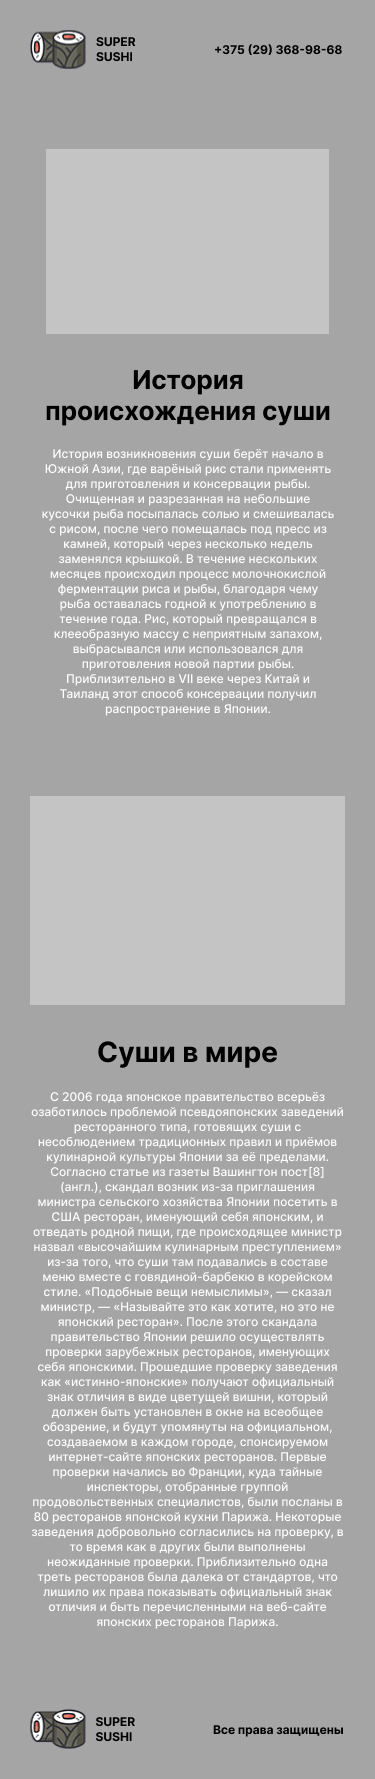 SUPER
SUSHI
+375 (29) 368-98-68
История
происхождения суши
История возникновения суши берёт начало в
Южной Азии, где варёный рис стали применять
для приготовления и консервации рыбы.
Очищенная и разрезанная на небольшие
кусочки рыба посыпалась солью и смешивалась
с рисом, после чего помещалась под пресс из
камней, который через несколько недель
заменялся крышкой. В течение нескольких
месяцев происходил процесс молочнокислой
ферментации риса и рыбы, благодаря чему
рыба оставалась годной к употреблению в
течение года. Рис, который превращался в
клееобразную массу с неприятным запахом,
выбрасывался или использовался для
приготовления новой партии рыбы.
Приблизительно в VII веке через Китай и
Таиланд этот способ консервации получил
распространение в Японии.
Суши в мире
С 2006 года японское правительство всерьёз
озаботилось проблемой псевдояпонских заведений
ресторанного типа, готовящих суши с
несоблюдением традиционных правил и приёмов
кулинарной культуры Японии за её пределами.
Согласно статье из газеты Вашингтон пост[8]
(англ.), скандал возник из-за приглашения
министра сельского хозяйства Японии посетить в
США ресторан, именующий себя японским, и
отведать родной пищи, где происходящее министр
назвал «высочайшим кулинарным преступлением»
из-за того, что суши там подавались в составе
меню вместе с говядиной-барбекю в корейском
стиле. «Подобные вещи немыслимы», — сказал
министр, — «Называйте это как хотите, но это не
японский ресторан». После этого скандала
правительство Японии решило осуществлять
проверки зарубежных ресторанов, именующих
себя японскими. Прошедшие проверку заведения
как «истинно-японские» получают официальный
знак отличия в виде цветущей вишни, который
должен быть установлен в окне на всеобщее
обозрение, и будут упомянуты на официальном,
создаваемом в каждом городе, спонсируемом
интернет-сайте японских ресторанов. Первые
проверки начались во Франции, куда тайные
инспекторы, отобранные группой
продовольственных специалистов, были посланы в
80 ресторанов японской кухни Парижа. Некоторые
заведения добровольно согласились на проверку, в
то время как в других были выполнены
неожиданные проверки. Приблизительно одна
треть ресторанов была далека от стандартов, что
лишило их права показывать официальный знак
отличия и быть перечисленными на веб-сайте
японских ресторанов Парижа.
SUPER
SUSHI
Все права защищены